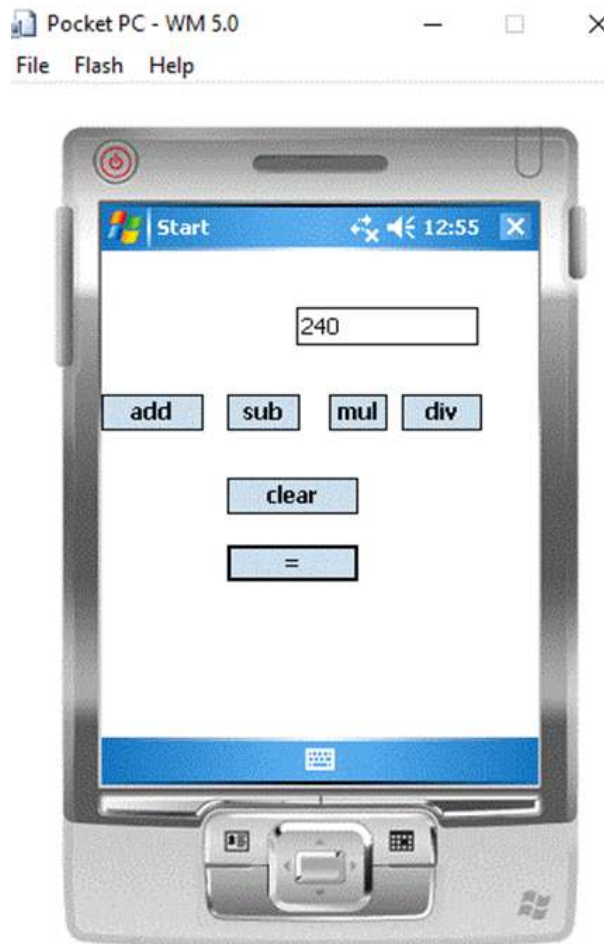 Pocket PC - WM 5.0
File Flash Help
Start 12:55
240
add sub mul div
clear
=